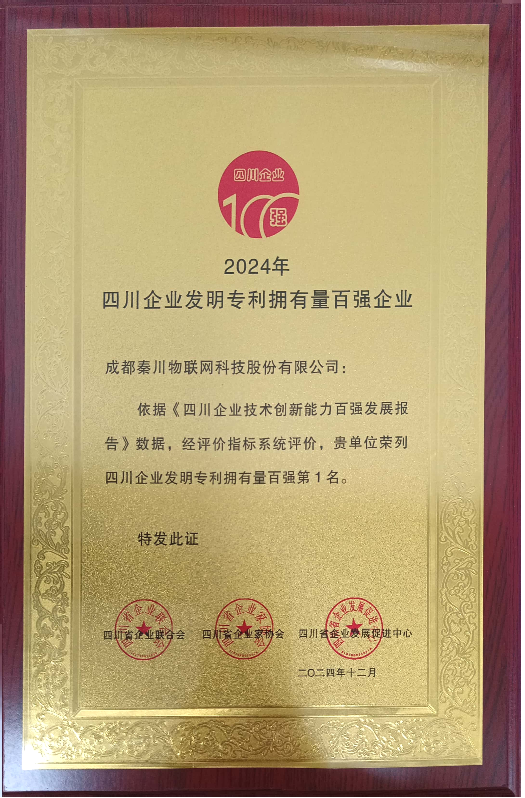 四川企业
100强
2024年
四川企业发明专利拥有量百强企业
成都秦川物联网科技股份有限公司：
依据《四川企业技术创新能力百强发展报
告》数据，经评价指标系统评价，贵单位荣列
四川企业发明专利拥有量百强第1名。
特发此证
四川省企业联合会 四川省企业家协会 四川省企业发展促进中心
二〇二四年十二月